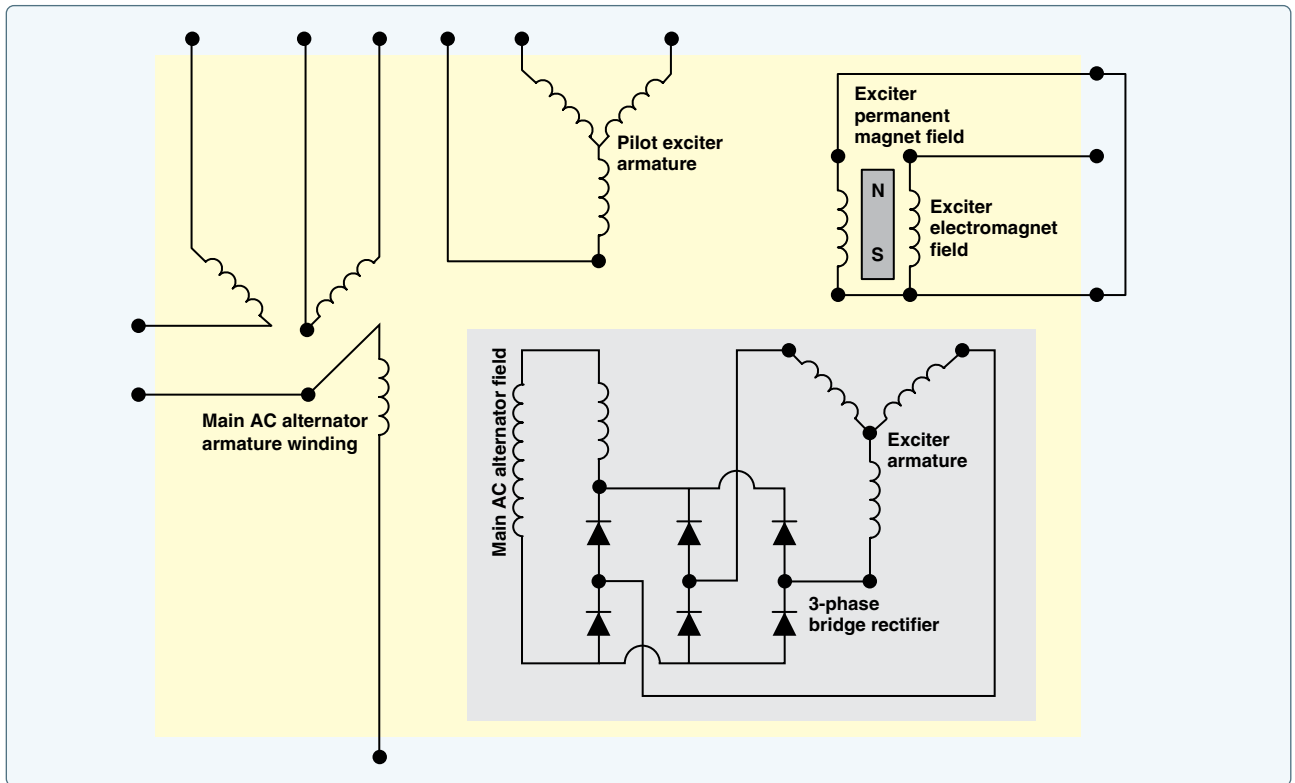 Exciter
permanent
magnet field
Pilot exciter
armature
N
S
Exciter
electromagnet
field
Main AC alternator
armature winding
Main AC alternator field
Exciter
armature
3-phase
bridge rectifier